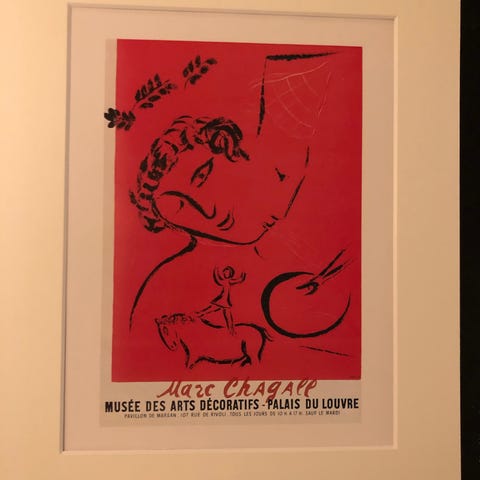 Marc Chagall
MUSÉE DES ARTS DÉCORATIFS - PALAIS DU LOUVRE
PAVILLON DE MARSAN: 107 RUE DE RIVOLI. TOUS LES JOURS DE 10 H. À 17 H. SAUF LE MARDI